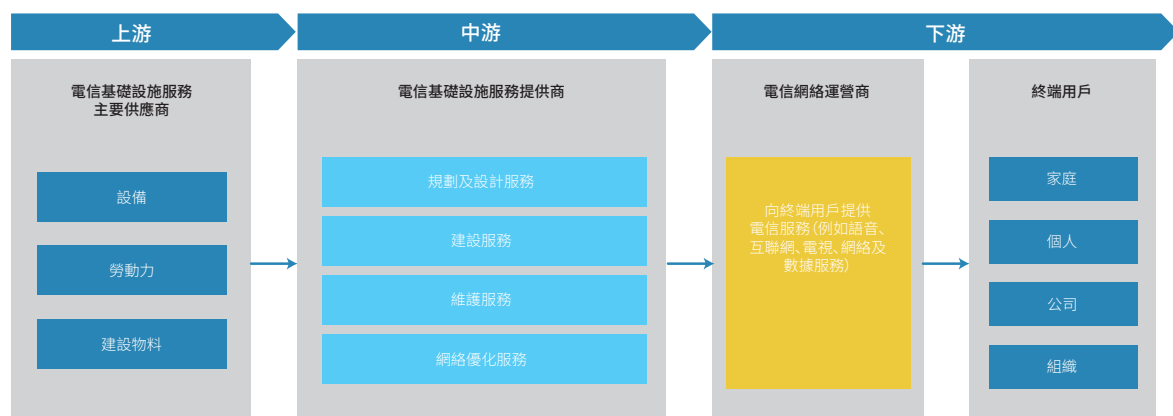 上游
中游
下游
電信基礎設施服務
主要供應商
設備
勞動力
建設物料
電信基礎設施服務提供商
規劃及設計服務
建設服務
維護服務
網絡優化服務
電信網絡運營商
向終端用戶提供
電信服務(例如語音、
互聯網、電視、網絡及
數據服務)
終端用戶
家庭
個人
公司
組織